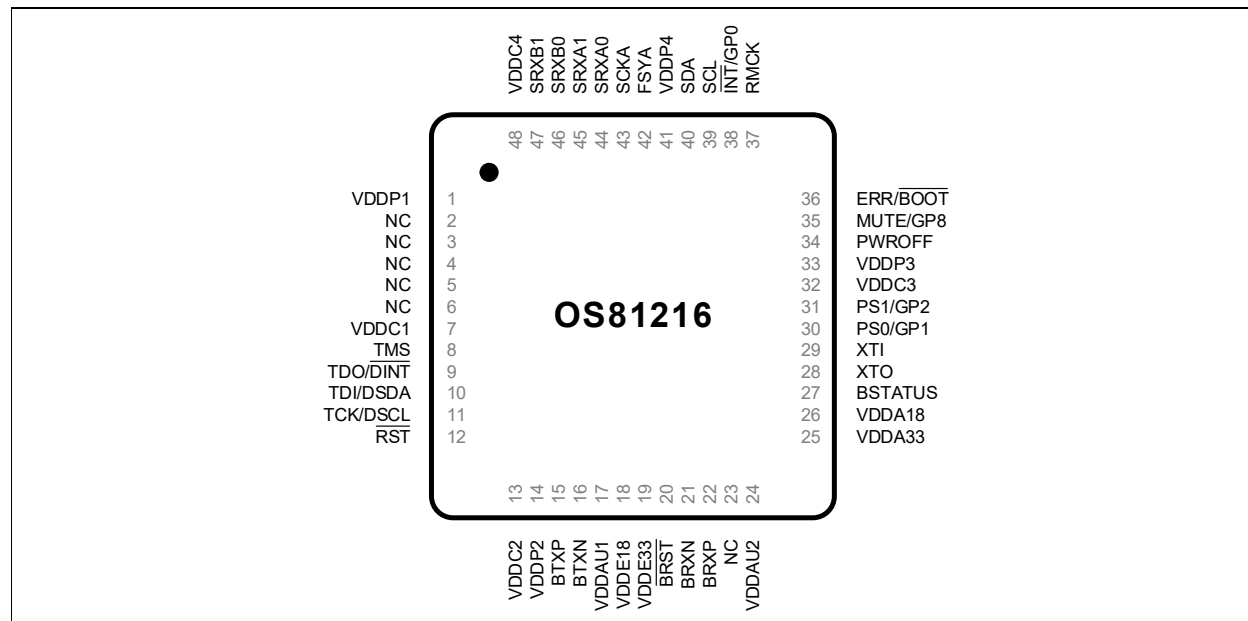 VDDC4
SRXB1
SRXB0
SRXA1
SRXA0
SCKA
FSYA
VDDP4
SDA
SCL
INT/GP0
RMCK
48 47 46 45 44 43 42 41 40 39 38 37
VDDP1 1
NC 2
NC 3
NC 4
NC 5
NC 6
VDDC1 7
TMS 8
TDO/DINT 9
TDI/DSDA 10
TCK/DSCL 11
RST 12
OS81216
36 ERR/BOOT
35 MUTE/GP8
34 PWROFF
33 VDDP3
32 VDDC3
31 PS1/GP2
30 PS0/GP1
29 XTI
28 XTO
27 BSTATUS
26 VDDA18
25 VDDA33
13 14 15 16 17 18 19 20 21 22 23 24
VDDC2
VDDP2
BTXP
BTXN
VDDAU1
VDDE18
VDDE33
BRST
BRXN
BRXP
NC
VDDAU2